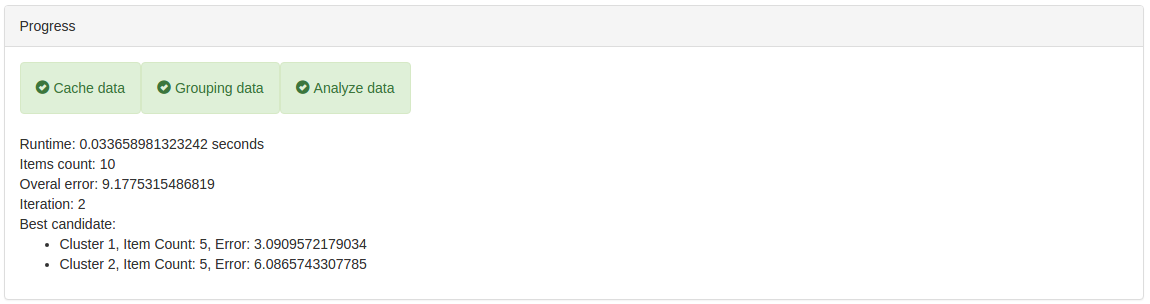 Progress
Cache data Grouping data Analyze data
Runtime: 0.033658981323242 seconds
Items count: 10
Overal error: 9.1775315486819
Iteration: 2
Best candidate:
• Cluster 1, Item Count: 5, Error: 3.0909572179034
• Cluster 2, Item Count: 5, Error: 6.0865743307785